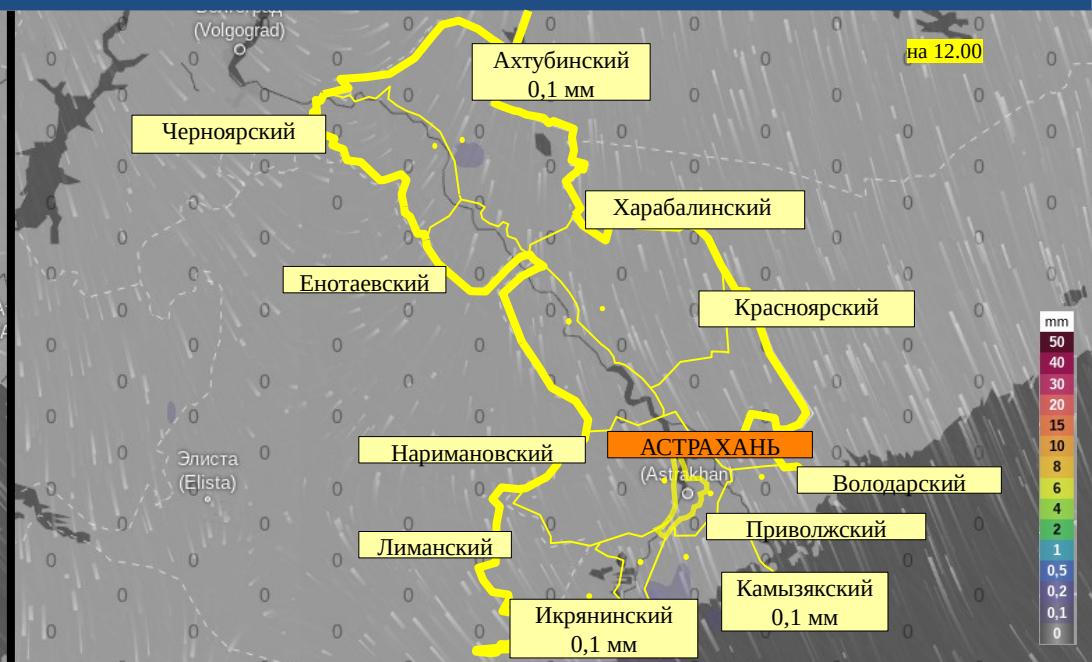 (Volgograd)
на 12.00
Ахтубинский
0,1 мм
Черноярский
Харабалинский
Енотаевский
Красноярский
mm
50
40
30
20
15
10
8
6
4
2
1
0,5
0,2
0,1
0
АСТРАХАНЬ
(Astrakhan)
Наримановский
Элиста
(Elista)
Володарский
Приволжский
Лиманский
Камызякский
0,1 мм
Икрянинский
0,1 мм